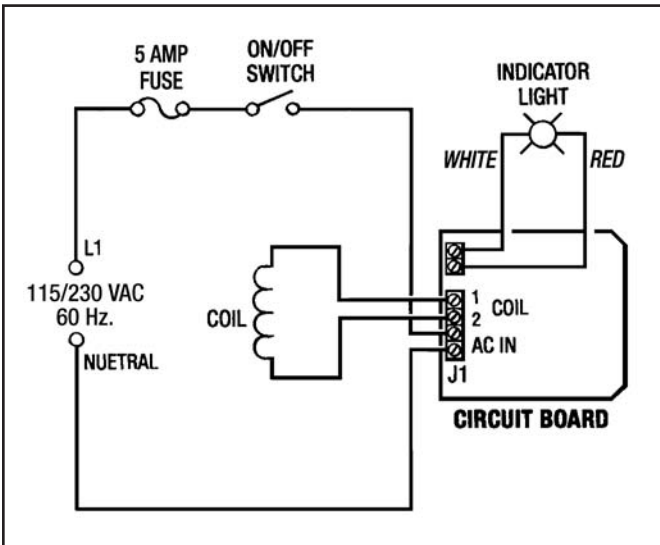 5 AMP
FUSE
ON/OFF
SWITCH
INDICATOR
LIGHT
WHITE
RED
L1
115/230 VAC
60 Hz.
NUETRAL
COIL
1
2
COIL
AC IN
J1
CIRCUIT BOARD